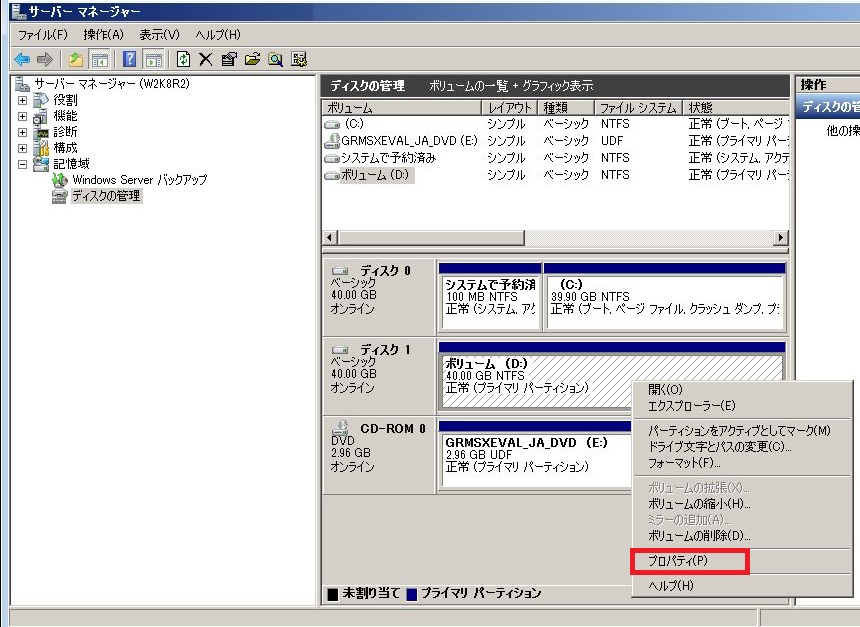 サーバー マネージャー
ファイル(F) 操作(A) 表示(V) ヘルプ(H)
サーバー マネージャー (W2K8R2)
役割
機能
診断
構成
記憶域
Windows Server バックアップ
ディスクの管理
ディスクの管理 ボリュームの一覧 + グラフィック表示
ボリューム レイアウト 種類 ファイル システム 状態
(C:) シンプル ベーシック NTFS 正常 (ブート, ページ フ
GRMSXEVAL_JA_DVD (E:) シンプル ベーシック UDF 正常 (プライマリ パー
システムで予約済み シンプル ベーシック NTFS 正常 (システム, アクテ
ボリューム (D:) シンプル ベーシック NTFS 正常 (プライマリ パー
ディスク 0
ベーシック
40.00 GB
オンライン
システムで予約済
100 MB NTFS
正常 (システム, アク
(C:)
39.90 GB NTFS
正常 (ブート, ページ ファイル, クラッシュ ダンプ, プ
ディスク 1
ベーシック
40.00 GB
オンライン
ボリューム (D:)
40.00 GB NTFS
正常 (プライマリ パーティション)
CD-ROM 0
DVD
2.96 GB
オンライン
GRMSXEVAL_JA_DVD (E:)
2.96 GB UDF
正常 (プライマリ パーティション)
未割り当て プライマリ パーティション
操作
ディスクの管
他の操
開く(O)
エクスプローラー(E)
パーティションをアクティブとしてマーク(M)
ドライブ文字とパスの変更(C)...
フォーマット(F)...
ボリュームの拡張(X)...
ボリュームの縮小(H)...
ミラーの追加(A)...
ボリュームの削除(D)...
プロパティ(P)
ヘルプ(H)